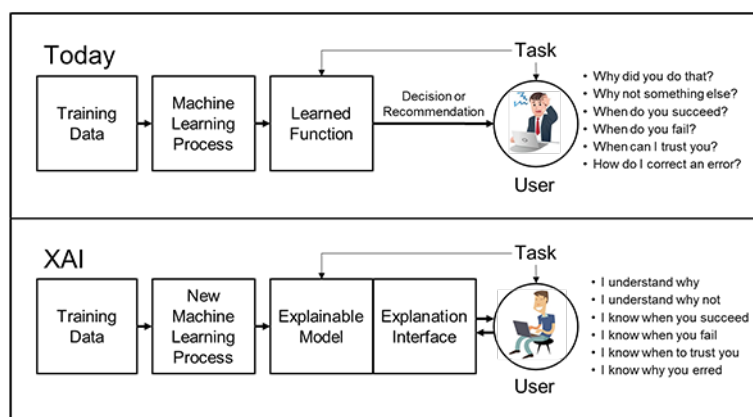 Today
Task
Training
Data
Machine
Learning
Process
Learned
Function
Decision or
Recommendation
User
• Why did you do that?
• Why not something else?
• When do you succeed?
• When do you fail?
• When can I trust you?
• How do I correct an error?
XAI
Task
Training
Data
New
Machine
Learning
Process
Explainable
Model
Explanation
Interface
User
• I understand why
• I understand why not
• I know when you succeed
• I know when you fail
• I know when to trust you
• I know why you erred